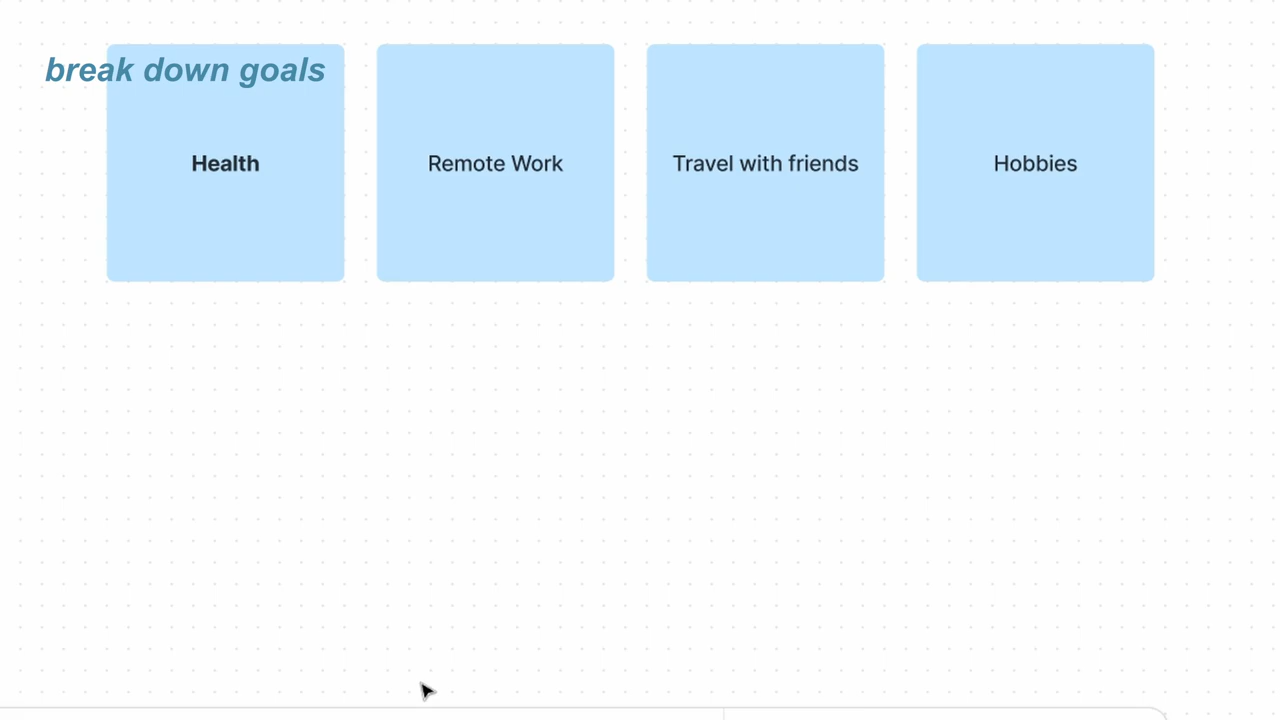 break down goals
Health
Remote Work
Travel with friends
Hobbies